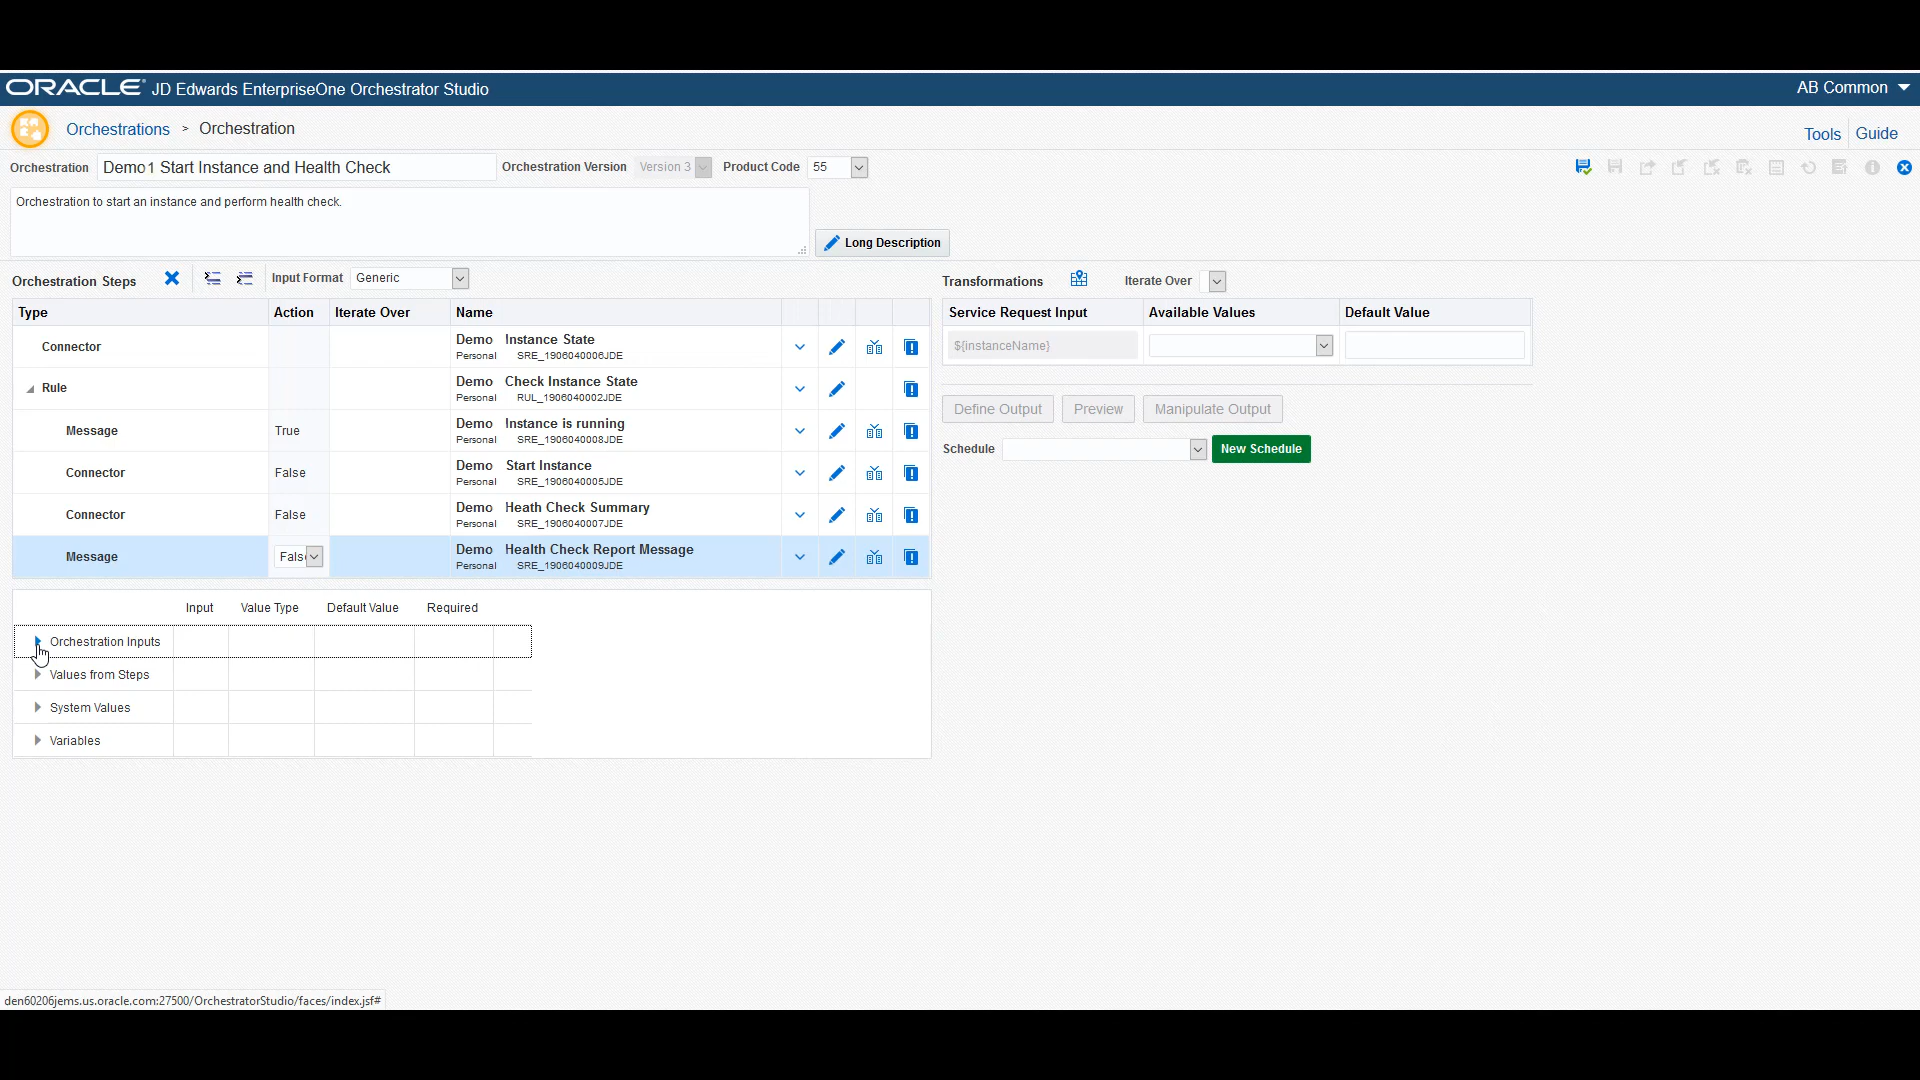 ORACLE JD Edwards EnterpriseOne Orchestrator Studio
AB Common
Orchestrations > Orchestration
Tools Guide
Orchestration Demo1 Start Instance and Health Check Orchestration Version Version 3 Product Code 55
Orchestration to start an instance and perform health check.
Long Description
Orchestration Steps Input Format Generic
Transformations Iterate Over
Type Action Iterate Over Name
Service Request Input Available Values Default Value
Connector Demo Instance State
Personal SRE_1906040006JDE
${instanceName}
Rule Demo Check Instance State
Personal RUL_1906040002JDE
Define Output Preview Manipulate Output
Message True Demo Instance is running
Personal SRE_1906040008JDE
Schedule New Schedule
Connector False Demo Start Instance
Personal SRE_1906040005JDE
Connector False Demo Heath Check Summary
Personal SRE_1906040007JDE
Message Fals Demo Health Check Report Message
Personal SRE_1906040009JDE
Input Value Type Default Value Required
Orchestration Inputs
Values from Steps
System Values
Variables
den60206jems.us.oracle.com:27500/OrchestratorStudio/faces/index.jsf#